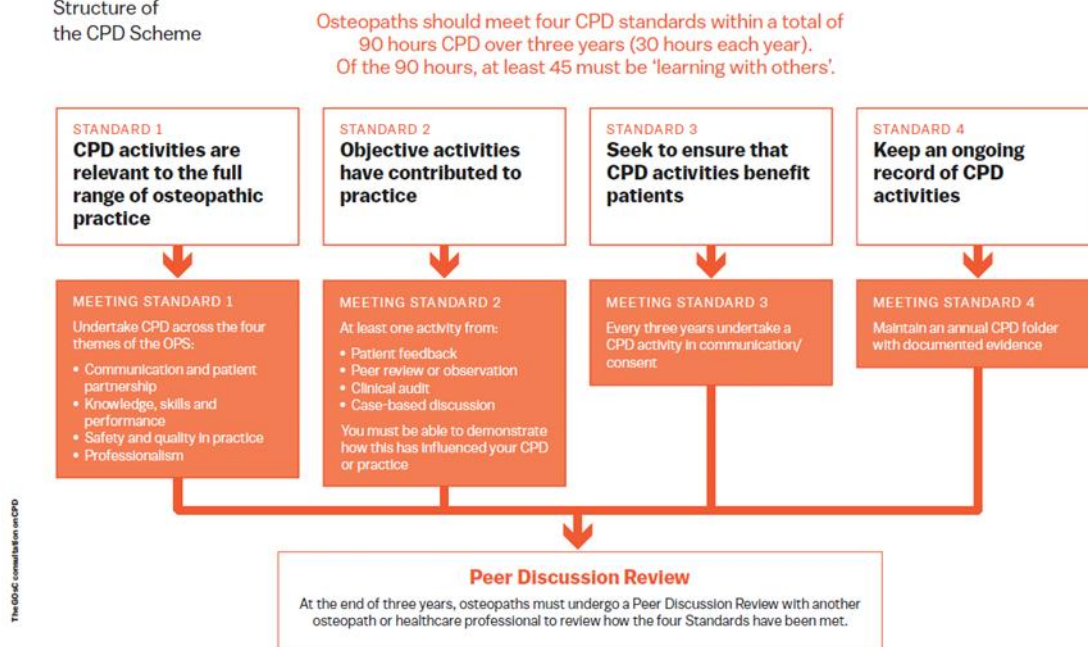 Structure of
the CPD Scheme
Osteopaths should meet four CPD standards within a total of
90 hours CPD over three years (30 hours each year).
Of the 90 hours, at least 45 must be ‘learning with others’.
STANDARD 1
CPD activities are
relevant to the full
range of osteopathic
practice
MEETING STANDARD 1
Undertake CPD across the four
themes of the OPS:
• Communication and patient
partnership
• Knowledge, skills and
performance
• Safety and quality in practice
• Professionalism
STANDARD 2
Objective activities
have contributed to
practice
MEETING STANDARD 2
At least one activity from:
• Patient feedback
• Peer review or observation
• Clinical audit
• Case-based discussion
You must be able to demonstrate
how this has influenced your CPD
or practice
STANDARD 3
Seek to ensure that
CPD activities benefit
patients
MEETING STANDARD 3
Every three years undertake a
CPD activity in communication/
consent
STANDARD 4
Keep an ongoing
record of CPD
activities
MEETING STANDARD 4
Maintain an annual CPD folder
with documented evidence
Peer Discussion Review
At the end of three years, osteopaths must undergo a Peer Discussion Review with another
osteopath or healthcare professional to review how the four Standards have been met.
The GOsC consultation on CPD